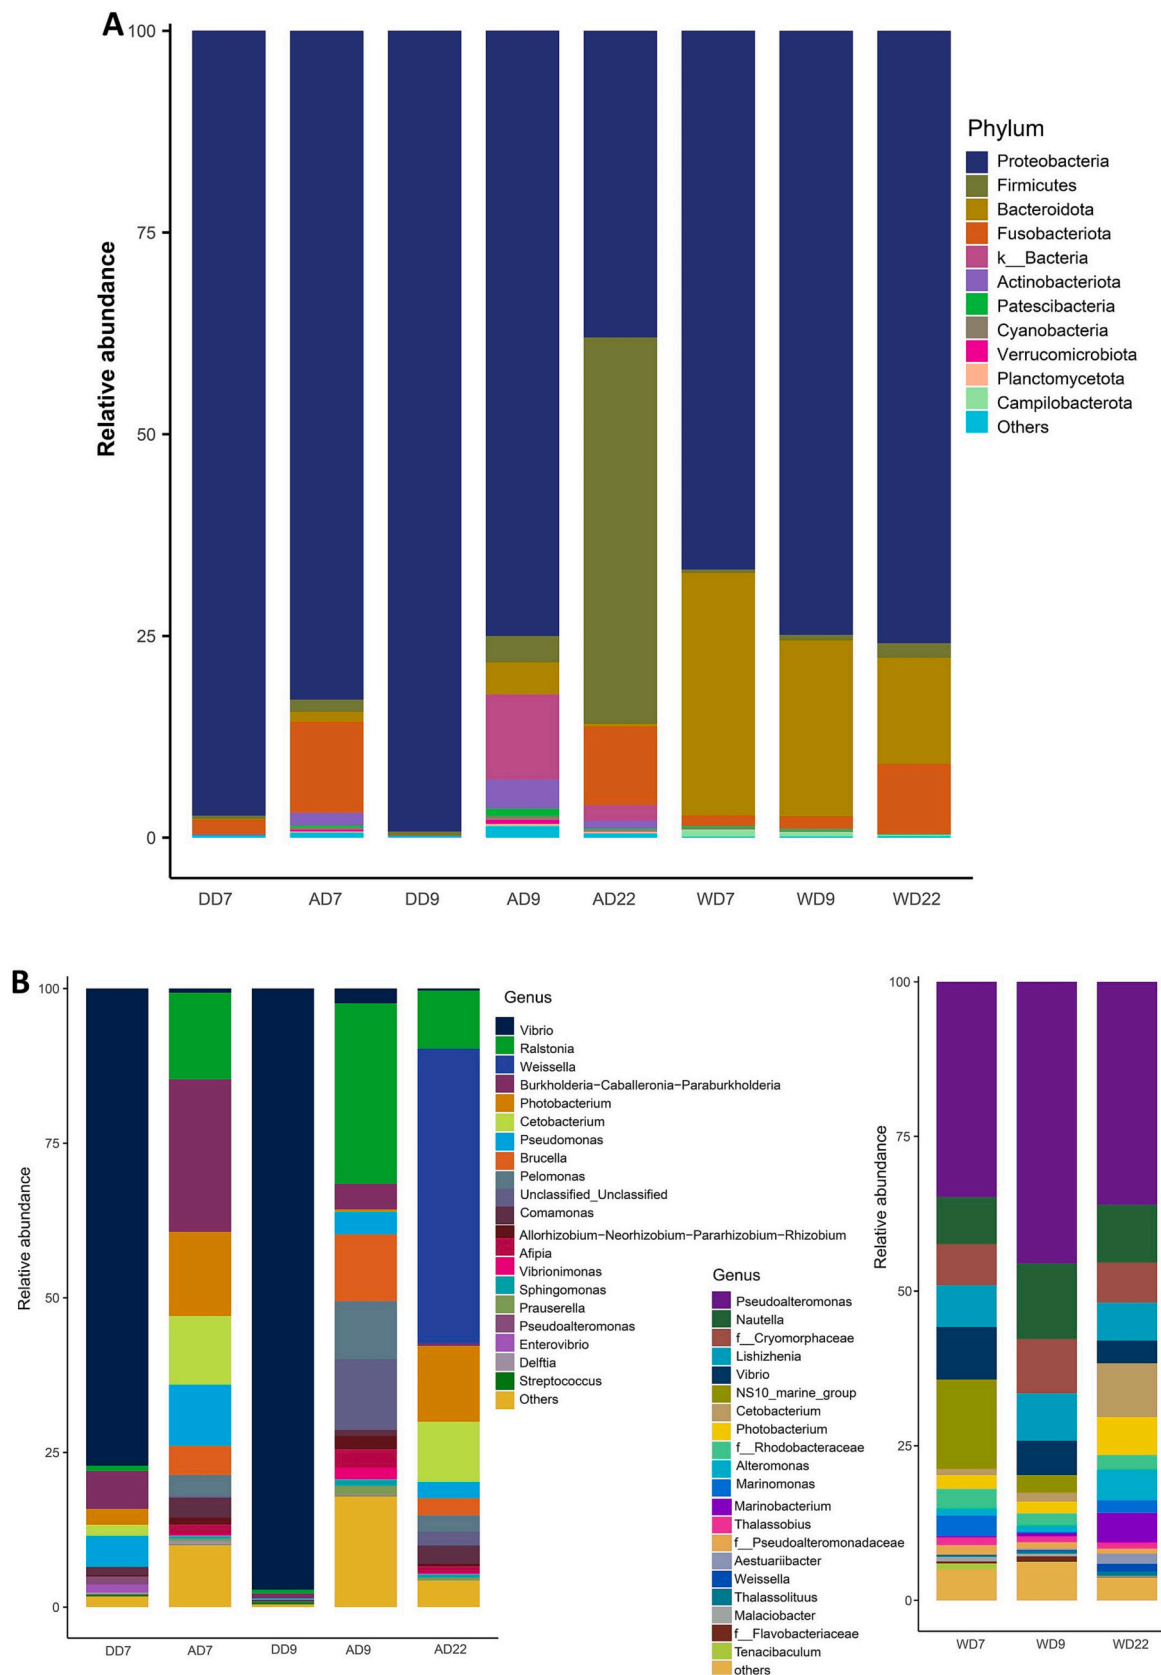 A
100
75
50
25
0
Relative abundance
DD7 AD7 DD9 AD9 AD22 WD7 WD9 WD22
Phylum
Proteobacteria
Firmicutes
Bacteroidota
Fusobacteriota
k__Bacteria
Actinobacteriota
Patescibacteria
Cyanobacteria
Verrucomicrobiota
Planctomycetota
Campilobacterota
Others
B
100
75
50
25
0
Relative abundance
DD7 AD7 DD9 AD9 AD22
Genus
Vibrio
Ralstonia
Weissella
Burkholderia−Caballeronia−Paraburkholderia
Photobacterium
Cetobacterium
Pseudomonas
Brucella
Pelomonas
Unclassified_Unclassified
Comamonas
Allorhizobium−Neorhizobium−Pararhizobium−Rhizobium
Afipia
Vibrionimonas
Sphingomonas
Prauserella
Pseudoalteromonas
Enterovibrio
Delftia
Streptococcus
Others
Genus
Pseudoalteromonas
Nautella
f__Cryomorphaceae
Lishizhenia
Vibrio
NS10_marine_group
Cetobacterium
Photobacterium
f__Rhodobacteraceae
Alteromonas
Marinomonas
Marinobacterium
Thalassobius
f__Pseudoalteromonadaceae
Aestuariibacter
Weissella
Thalassolituus
Malaciobacter
f__Flavobacteriaceae
Tenacibaculum
others
100
75
50
25
0
Relative abundance
WD7 WD9 WD22